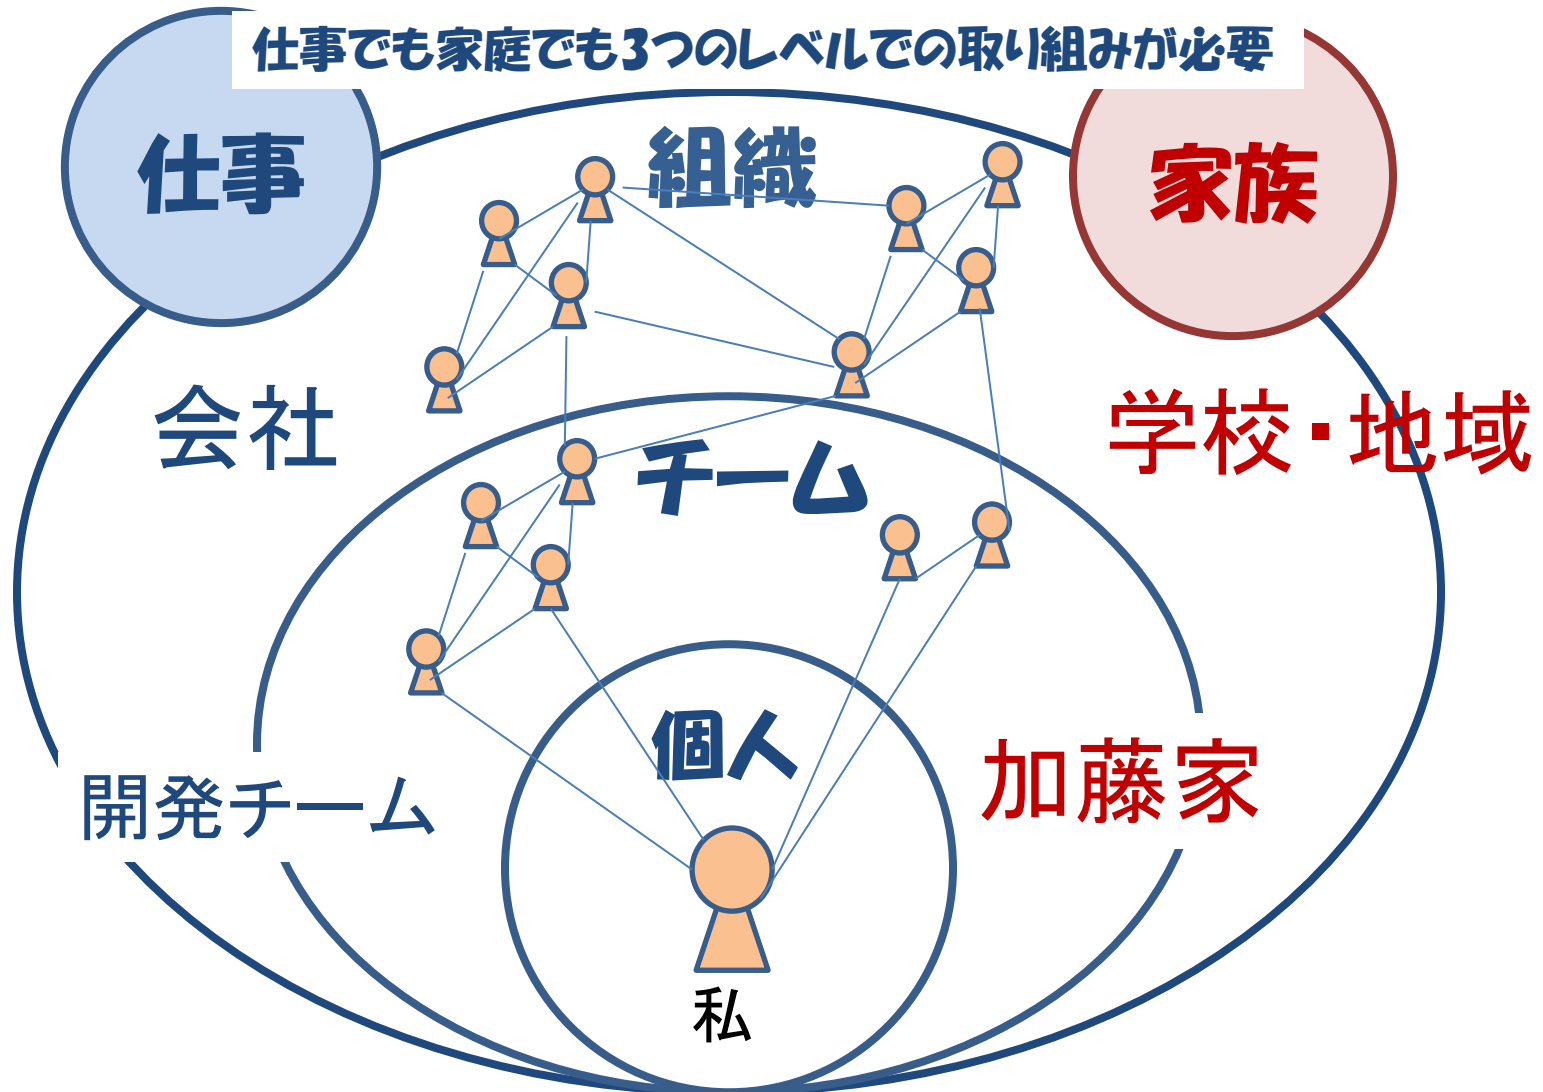 仕事でも家庭でも3つのレベルでの取り組みが必要
仕事
組織
家族
会社
学校・地域
チーム
個人
開発チーム
加藤家
私